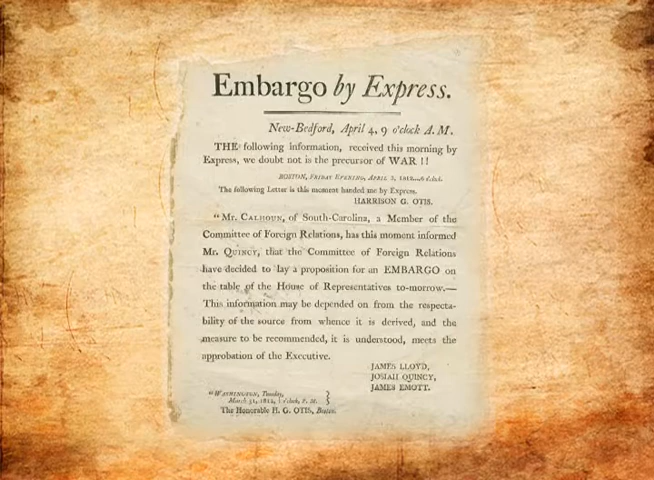 Embargo by Express.
New-Bedford, April 4, 9 o'clock A. M.
THE following information, received this morning by
Express, we doubt not is the precursor of WAR !!
BOSTON, FRIDAY EVENING, APRIL 3, 1812...6 o'clock.
The following Letter is this moment handed me by Express.
HARRISON G. OTIS.
" Mr. CALHOUN, of South-Carolina, a Member of the
Committee of Foreign Relations, has this moment informed
Mr. QUINCY, that the Committee of Foreign Relations
have decided to lay a proposition for an EMBARGO on
the table of the House of Representatives to-morrow.—
This information may be depended on from the respecta-
bility of the source from whence it is derived, and the
measure to be recommended, it is understood, meets the
approbation of the Executive.
JAMES LLOYD,
JOSIAH QUINCY,
JAMES EMOTT.
" WASHINGTON, Tuesday,
March 31, 1812, o'clock, P. M. }
The Honorable H. G. OTIS, Boston.